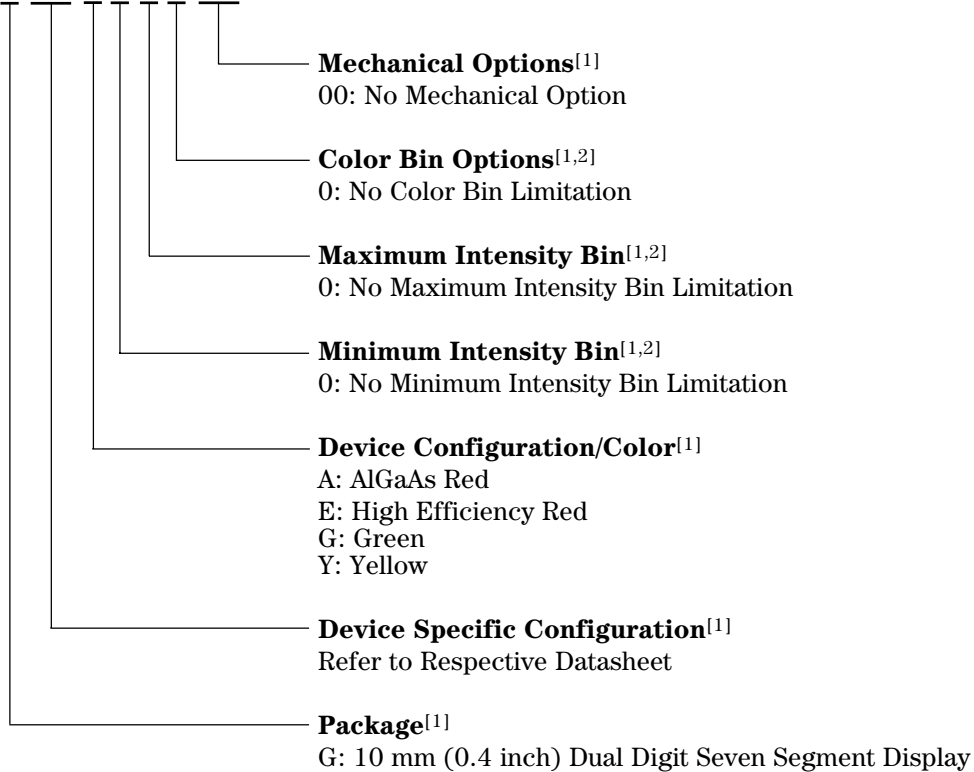 Mechanical Options[1]
00: No Mechanical Option
Color Bin Options[1,2]
0: No Color Bin Limitation
Maximum Intensity Bin[1,2]
0: No Maximum Intensity Bin Limitation
Minimum Intensity Bin[1,2]
0: No Minimum Intensity Bin Limitation
Device Configuration/Color[1]
A: AlGaAs Red
E: High Efficiency Red
G: Green
Y: Yellow
Device Specific Configuration[1]
Refer to Respective Datasheet
Package[1]
G: 10 mm (0.4 inch) Dual Digit Seven Segment Display